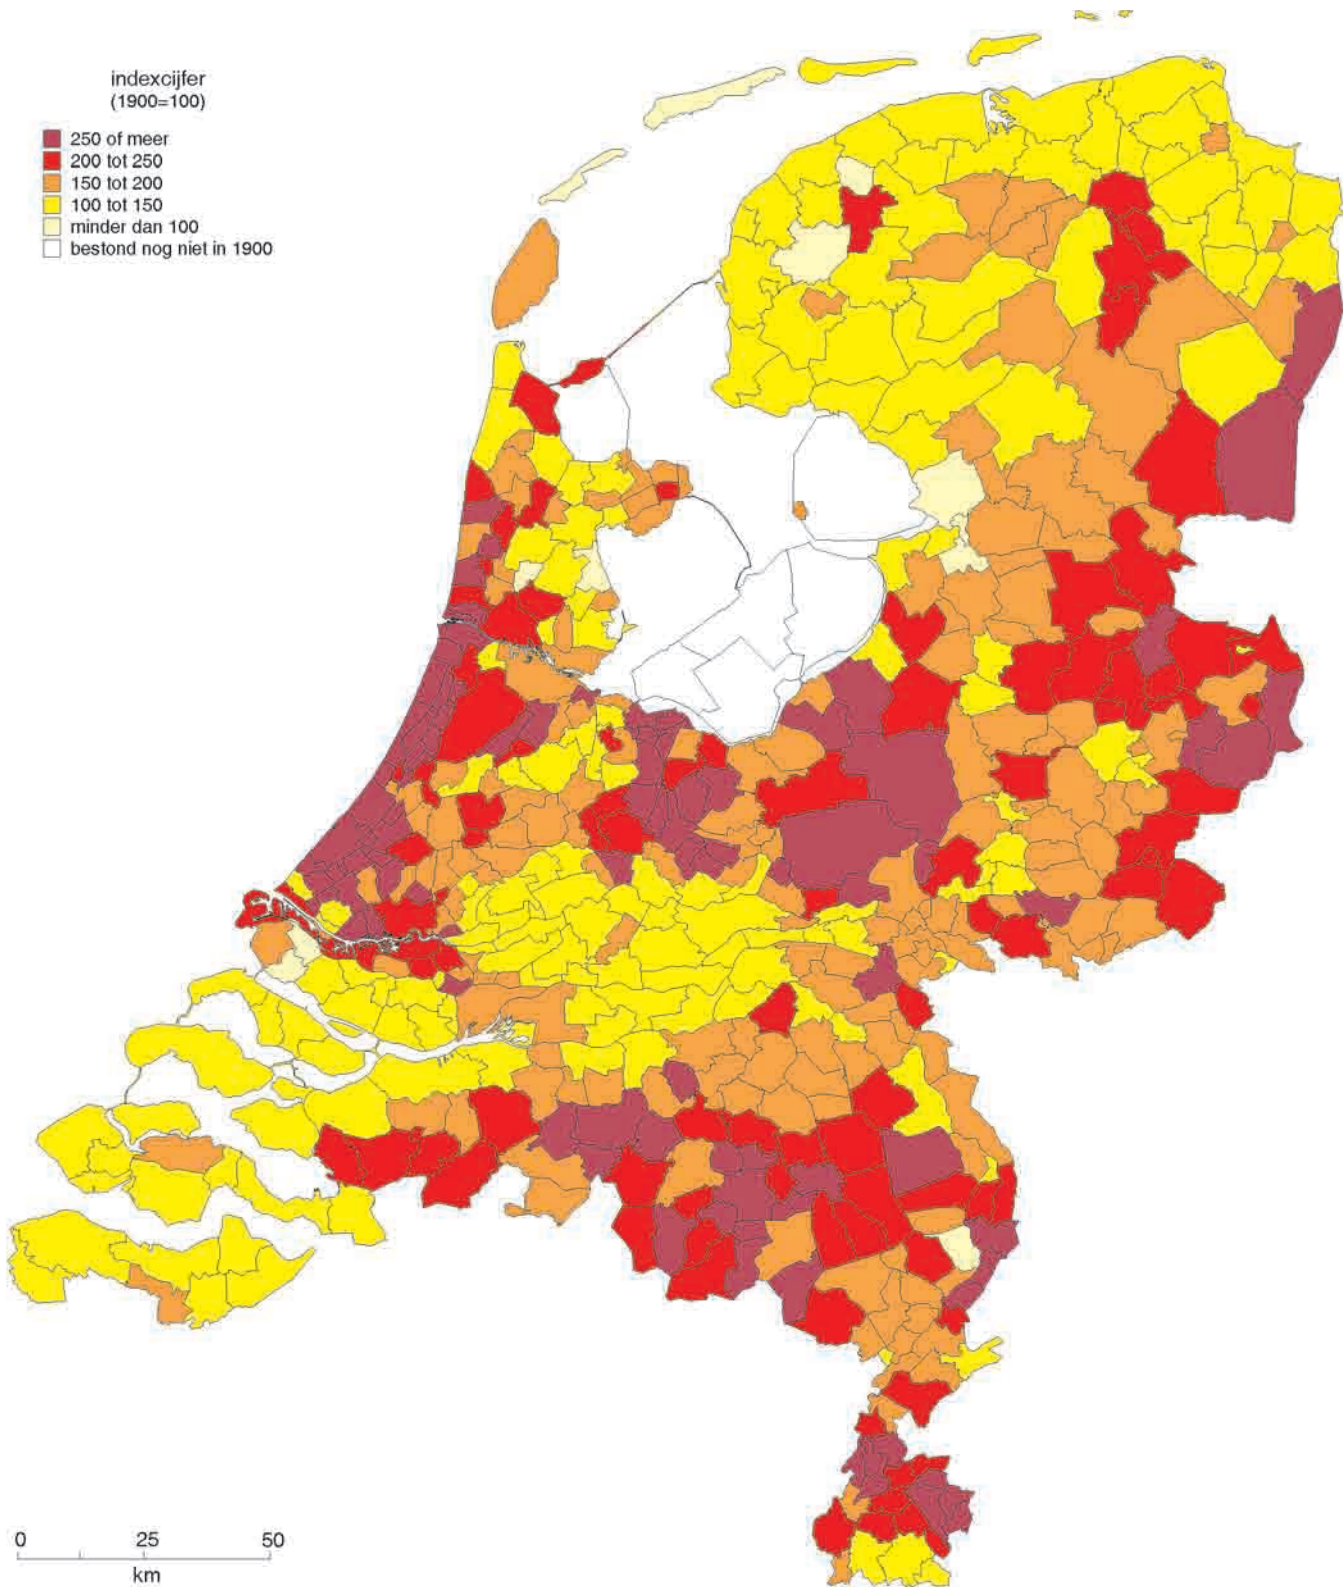 indexcijfer
(1900=100)
250 of meer
200 tot 250
150 tot 200
100 tot 150
minder dan 100
bestond nog niet in 1900
0 25 50
km